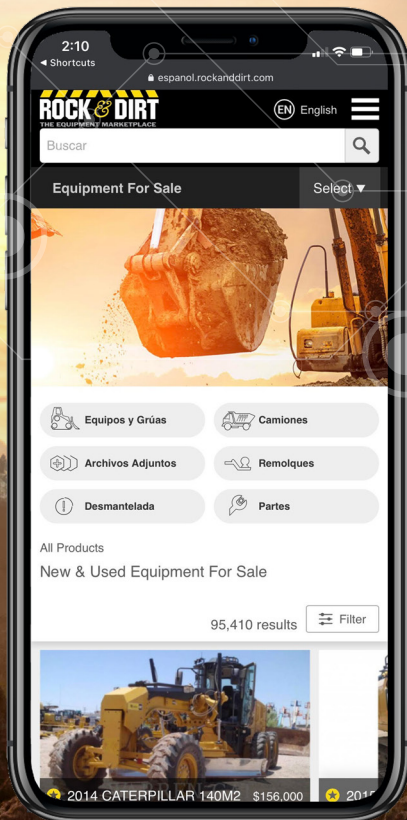 2:10
◀ Shortcuts
espanol.rockanddirt.com
ROCK & DIRT
THE EQUIPMENT MARKETPLACE
EN English
Buscar
Equipment For Sale
Select ▼
Equipos y Grúas
Camiones
Archivos Adjuntos
Remolques
Desmantelada
Partes
All Products
New & Used Equipment For Sale
95,410 results
Filter
2014 CATERPILLAR 140M2 $156,000
201